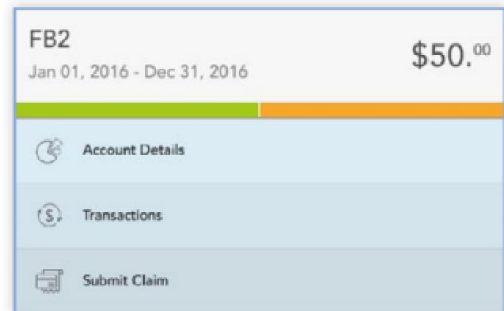 FB2
$50.00
Jan 01, 2016 - Dec 31, 2016
Account Details
Transactions
Submit Claim